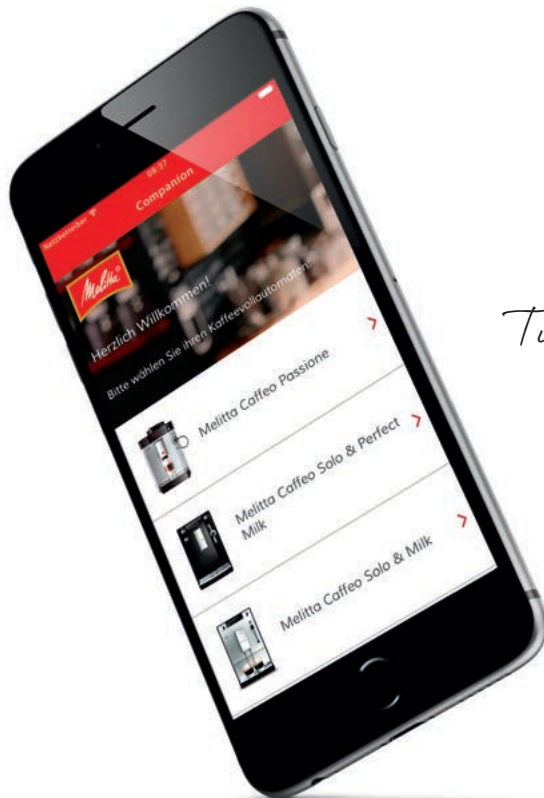 Netzbetreiber 09:37
Companion
Melitta®
Herzlich Willkommen!
Bitte wählen Sie ihren Kaffeevollautomaten:
Melitta Caffeo Passione
Melitta Caffeo Solo & Perfect
Milk
Melitta Caffeo Solo & Milk
Tu